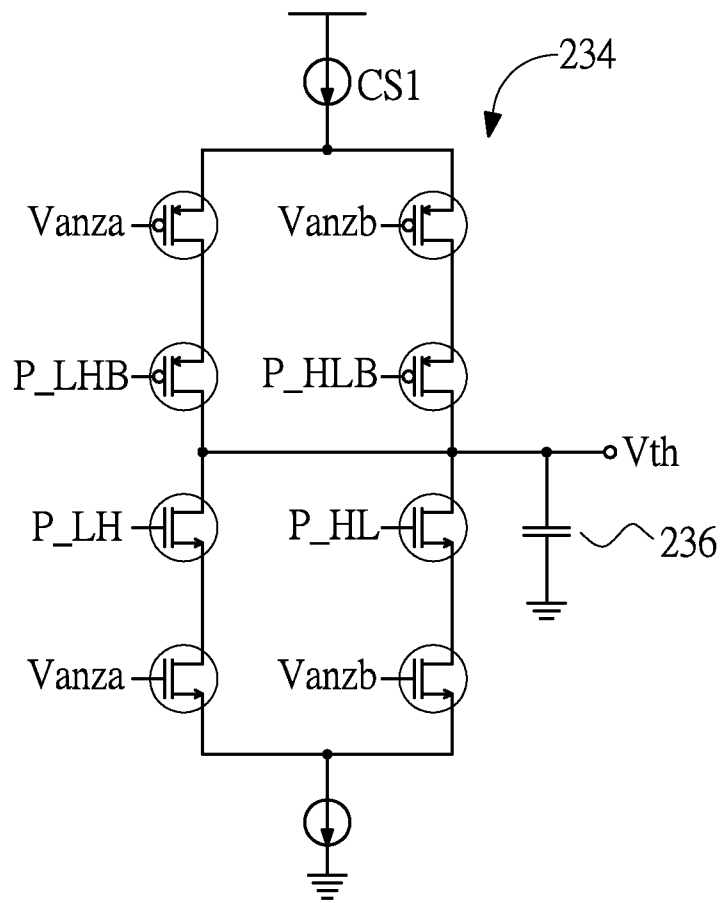 234
CS1
Vanza
Vanzb
P_LHB
P_HLB
Vth
P_LH
P_HL
236
Vanza
Vanzb